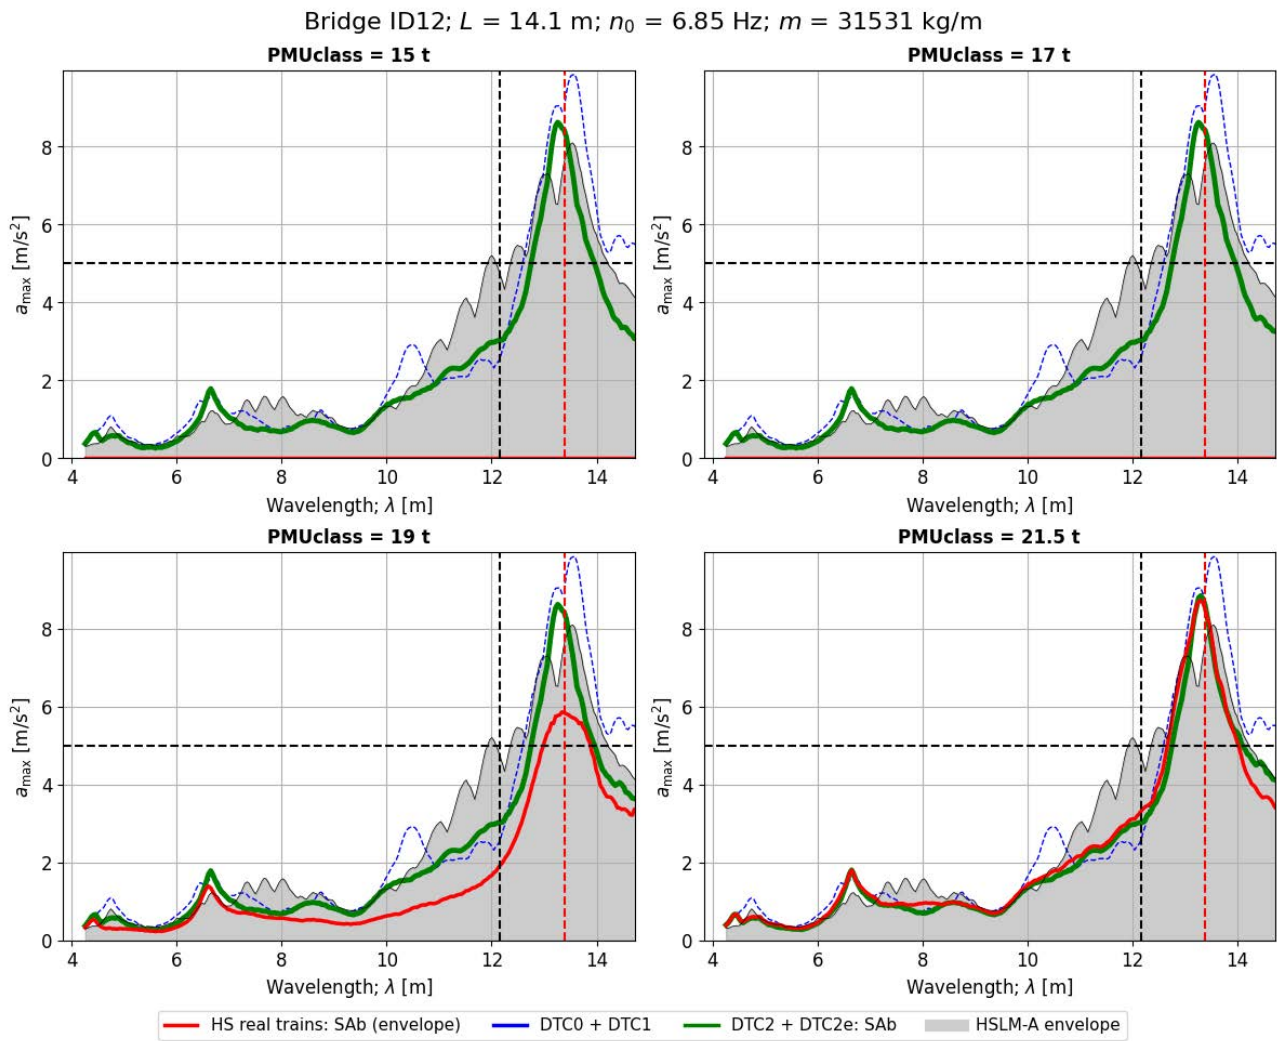 Bridge ID12; L = 14.1 m; n₀ = 6.85 Hz; m = 31531 kg/m
PMUclass = 15 t
8
6
4
2
0
a_max [m/s²]
4 6 8 10 12 14
Wavelength; λ [m]
PMUclass = 17 t
8
6
4
2
0
a_max [m/s²]
4 6 8 10 12 14
Wavelength; λ [m]
PMUclass = 19 t
8
6
4
2
0
a_max [m/s²]
4 6 8 10 12 14
Wavelength; λ [m]
PMUclass = 21.5 t
8
6
4
2
0
a_max [m/s²]
4 6 8 10 12 14
Wavelength; λ [m]
HS real trains: SAb (envelope) DTC0 + DTC1 DTC2 + DTC2e: SAb HSLM-A envelope